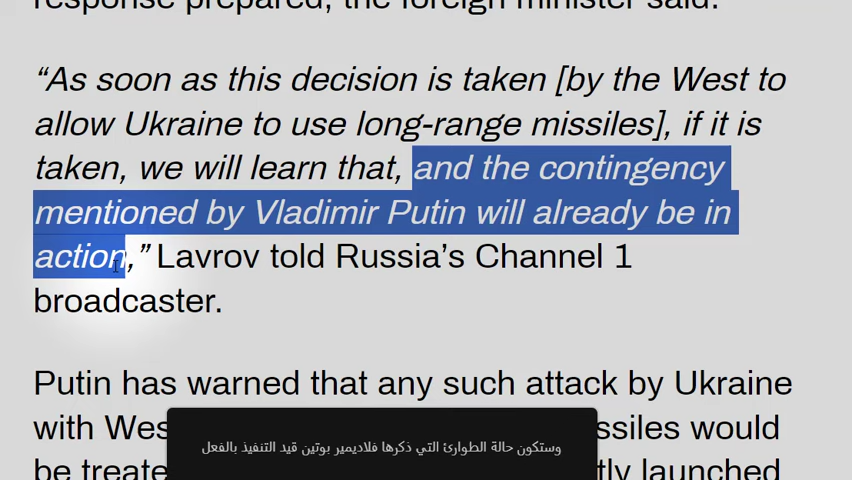 response prepared, the foreign minister said.
“As soon as this decision is taken [by the West to
allow Ukraine to use long-range missiles], if it is
taken, we will learn that, and the contingency
mentioned by Vladimir Putin will already be in
action,” Lavrov told Russia’s Channel 1
broadcaster.
Putin has warned that any such attack by Ukraine
with Wes ssiles would
be treate tly launched
وستكون حالة الطوارئ التي ذكرها فلاديمير بوتين قيد التنفيذ بالفعل